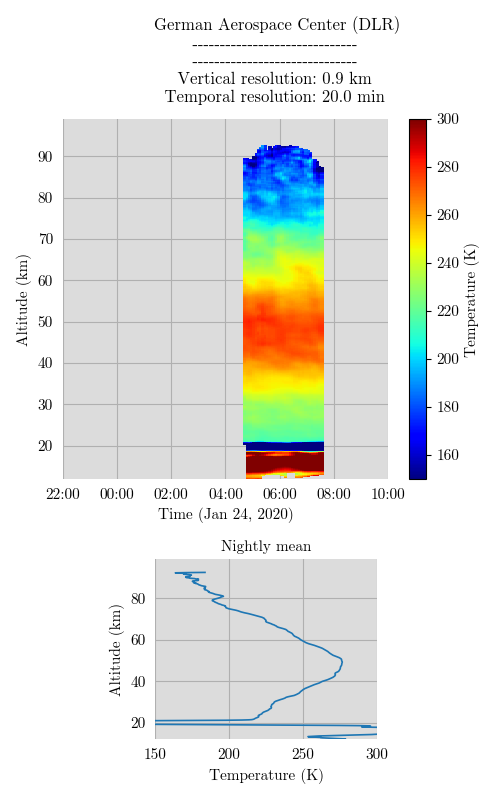 German Aerospace Center (DLR)
------------------------------
------------------------------
Vertical resolution: 0.9 km
Temporal resolution: 20.0 min
Altitude (km)
90
80
70
60
50
40
30
20
22:00 00:00 02:00 04:00 06:00 08:00 10:00
Time (Jan 24, 2020)
300
280
260
240
220
200
180
160
Temperature (K)
Nightly mean
Altitude (km)
80
60
40
20
150 200 250 300
Temperature (K)